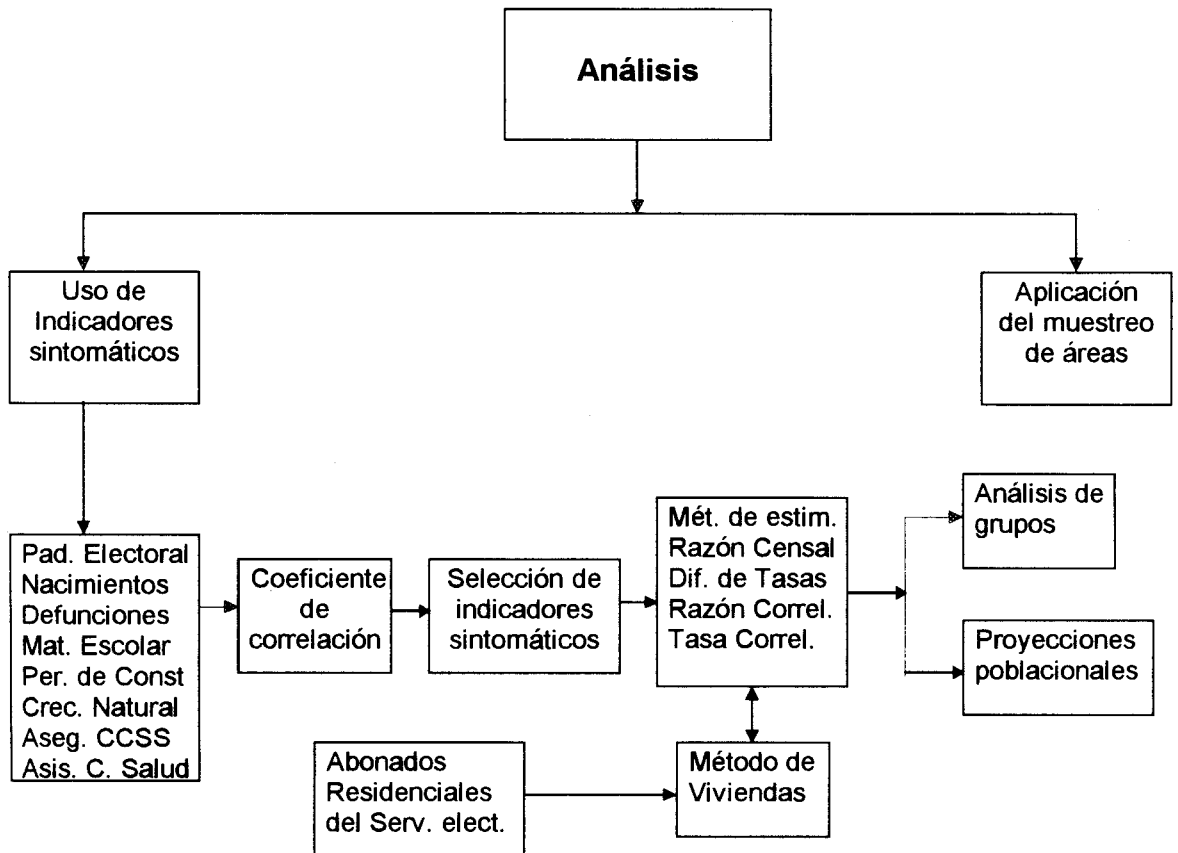 Análisis
Uso de
Indicadores
sintomáticos
Aplicación
del muestreo
de áreas
Pad. Electoral
Nacimientos
Defunciones
Mat. Escolar
Per. de Const
Crec. Natural
Aseg. CCSS
Asis. C. Salud
Coeficiente
de
correlación
Selección de
indicadores
sintomáticos
Mét. de estim.
Razón Censal
Dif. de Tasas
Razón Correl.
Tasa Correl.
Análisis de
grupos
Proyecciones
poblacionales
Abonados
Residenciales
del Serv. elect.
Método de
Viviendas